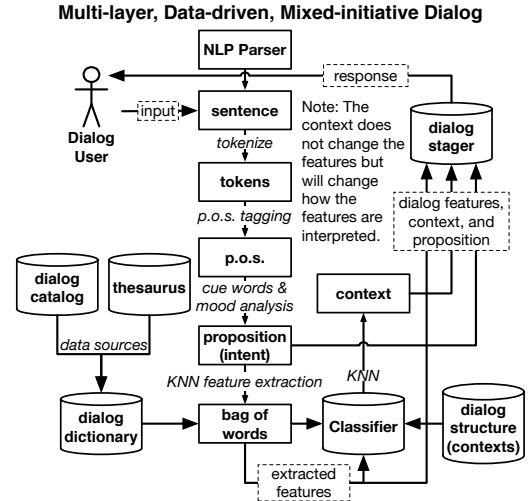 Multi-layer, Data-driven, Mixed-initiative Dialog
NLP Parser
response
input
sentence
Dialog
User
tokenize
Note: The
context does
not change the
features but
will change
how the
features are
interpreted.
dialog
stager
tokens
p.o.s. tagging
dialog features,
context, and
proposition
p.o.s.
dialog
catalog
thesaurus
cue words &
mood analysis
context
data sources
proposition
(intent)
KNN feature extraction
KNN
dialog
dictionary
bag of
words
Classifier
dialog
structure
(contexts)
extracted
features